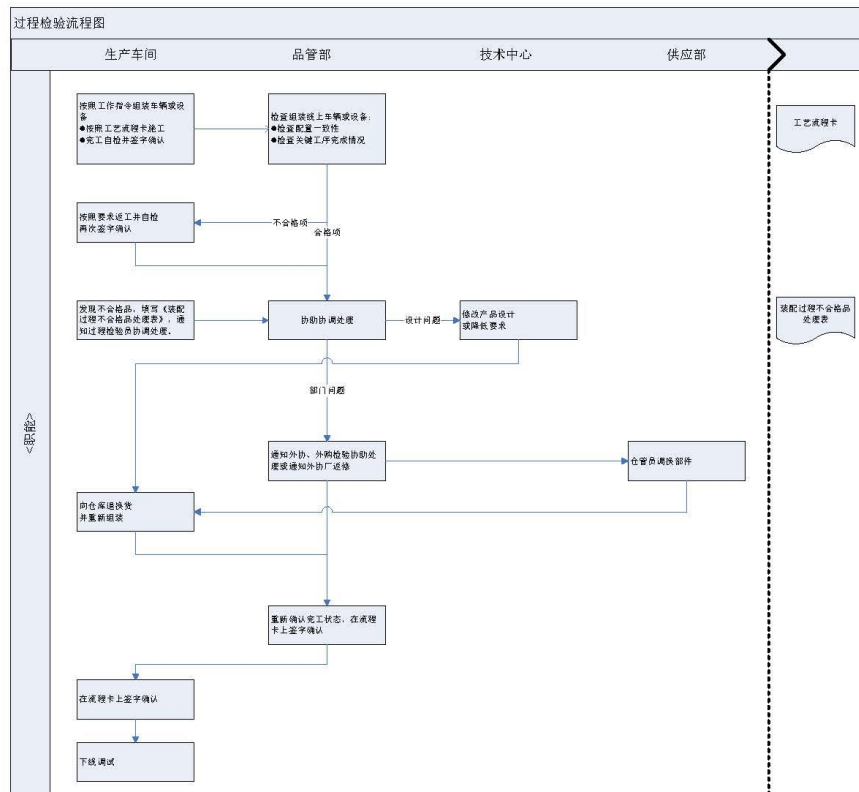 过程检验流程图
生产车间
品管部
技术中心
供应部
<职能>
按照工作指令组装车辆或设
备
●按照工艺流程卡施工
●完工自检并签字确认
检查组装线上车辆或设备:
●检查配置一致性
●检查关键工序完成情况
工艺流程卡
按照要求返工并自检
再次签字确认
不合格项
合格项
发现不合格品，填写《装配
过程不合格品处理表》，通
知过程检验员协调处理。
协助协调处理
设计问题
修改产品设计
或降低要求
装配过程不合格品
处理表
部门问题
通知外协、外购检验协助处
理或通知外协厂返修
仓管员调换部件
向仓库退换货
并重新组装
重新确认完工状态，在流程
卡上签字确认
在流程卡上签字确认
下线调试